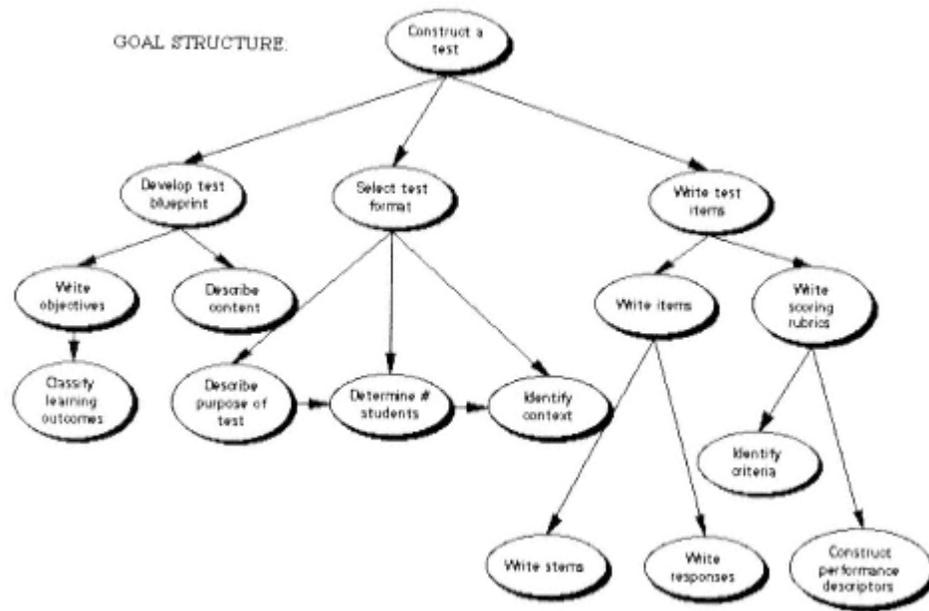 GOAL STRUCTURE:
Construct a
test
Develop test
blueprint
Select test
format
Write test
items
Write
objectives
Describe
content
Write items
Write
scoring
rubrics
Classify
learning
outcomes
Describe
purpose of
test
Determine #
students
Identify
context
Identify
criteria
Write stems
Write
responses
Construct
performance
descriptors